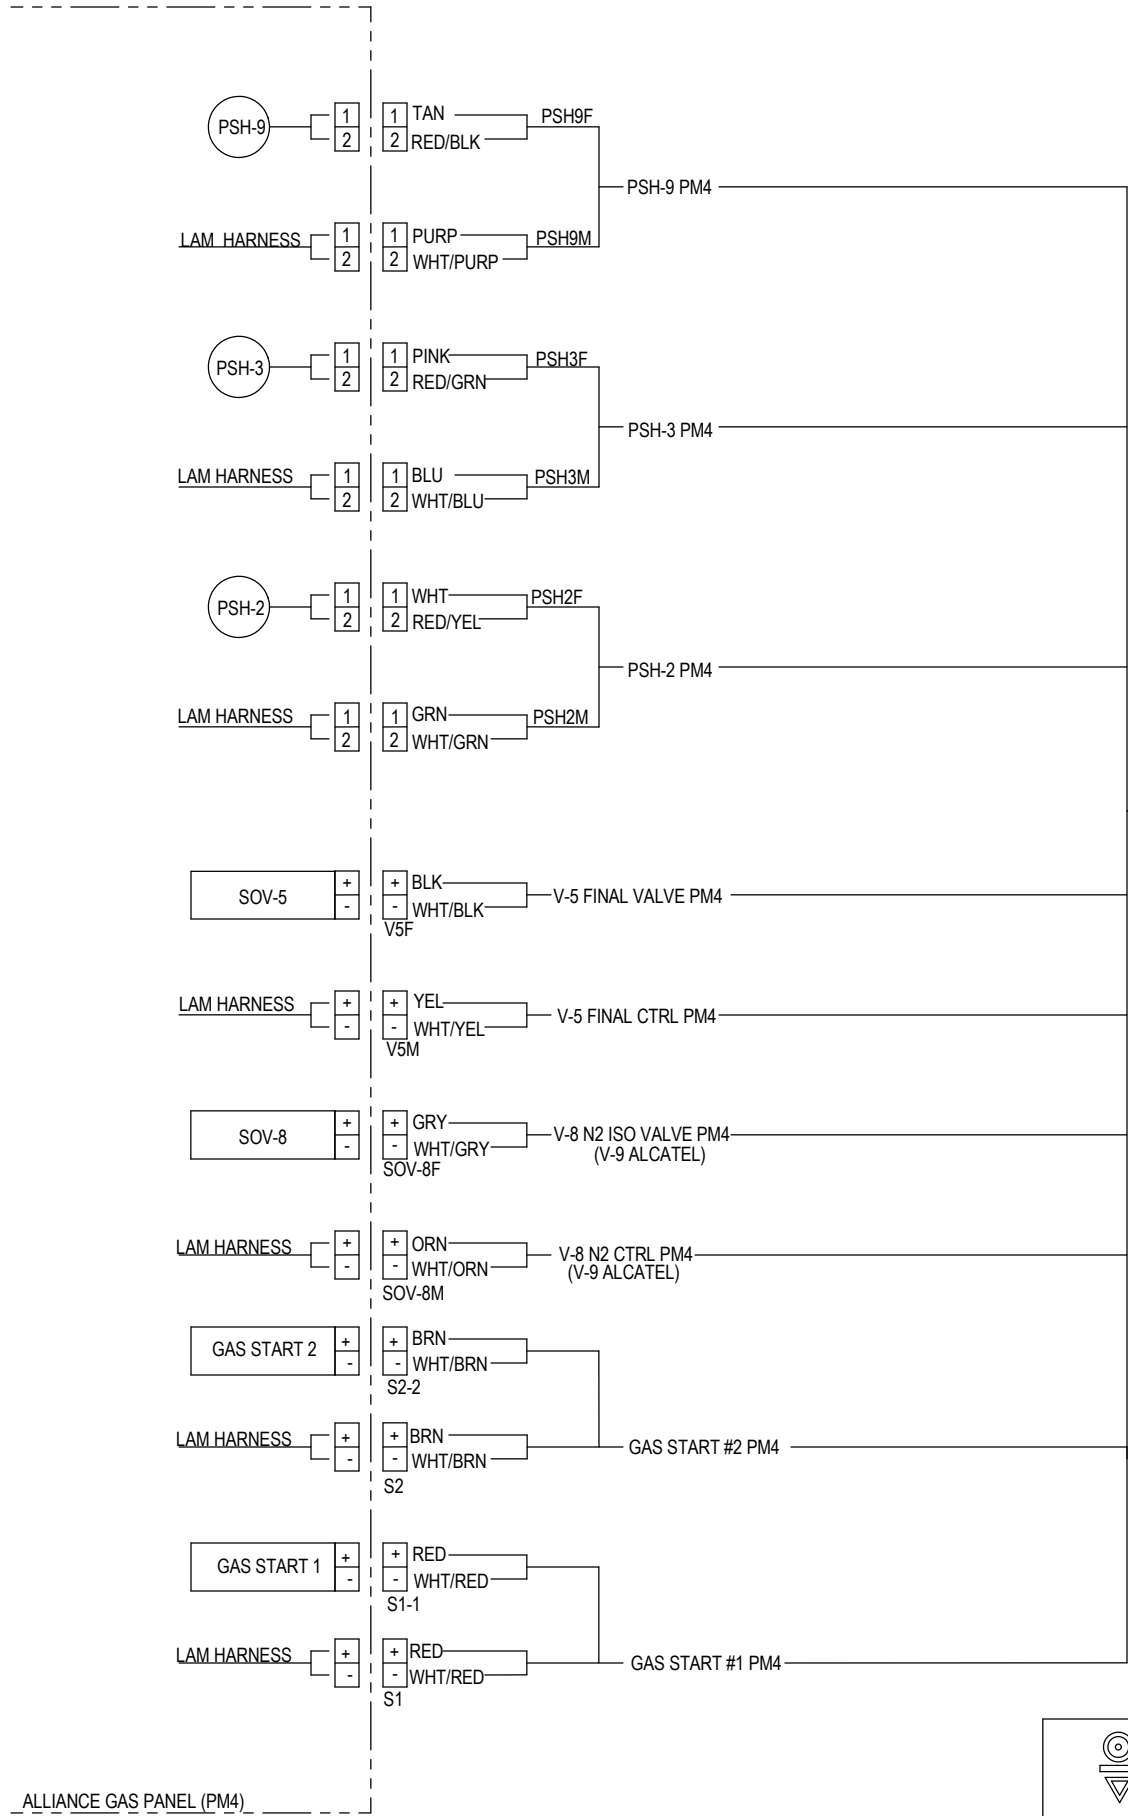 1 1 TAN PSH9F
PSH-9
2 2 RED/BLK
PSH-9 PM4
LAM HARNESS 1 1 PURP PSH9M
2 2 WHT/PURP
1 1 PINK PSH3F
PSH-3
2 2 RED/GRN
PSH-3 PM4
LAM HARNESS 1 1 BLU PSH3M
2 2 WHT/BLU
1 1 WHT PSH2F
PSH-2
2 2 RED/YEL
PSH-2 PM4
LAM HARNESS 1 1 GRN PSH2M
2 2 WHT/GRN
SOV-5 + + BLK V-5 FINAL VALVE PM4
- - WHT/BLK
V5F
LAM HARNESS + + YEL V-5 FINAL CTRL PM4
- - WHT/YEL
V5M
SOV-8 + + GRY V-8 N2 ISO VALVE PM4
- - WHT/GRY (V-9 ALCATEL)
SOV-8F
LAM HARNESS + + ORN V-8 N2 CTRL PM4
- - WHT/ORN (V-9 ALCATEL)
SOV-8M
GAS START 2 + + BRN
- - WHT/BRN
S2-2
LAM HARNESS + + BRN GAS START #2 PM4
- - WHT/BRN
S2
GAS START 1 + + RED
- - WHT/RED
S1-1
LAM HARNESS + + RED GAS START #1 PM4
- - WHT/RED
S1
ALLIANCE GAS PANEL (PM4)